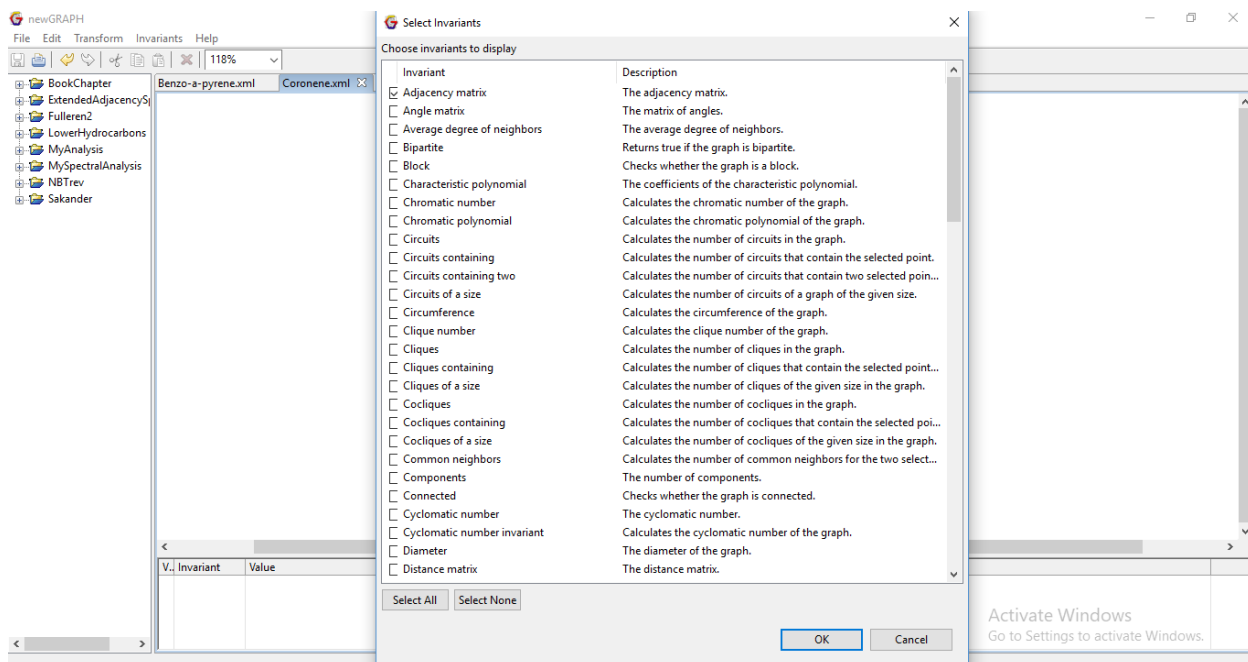 newGRAPH
File Edit Transform Invariants Help
118%
BookChapter
ExtendedAdjacencySp
Fulleren2
LowerHydrocarbons
MyAnalysis
MySpectralAnalysis
NBTrev
Sakander
Benzo-a-pyrene.xml Coronene.xml
V.. Invariant Value
Select Invariants
Choose invariants to display
Invariant Description
Adjacency matrix The adjacency matrix.
Angle matrix The matrix of angles.
Average degree of neighbors The average degree of neighbors.
Bipartite Returns true if the graph is bipartite.
Block Checks whether the graph is a block.
Characteristic polynomial The coefficients of the characteristic polynomial.
Chromatic number Calculates the chromatic number of the graph.
Chromatic polynomial Calculates the chromatic polynomial of the graph.
Circuits Calculates the number of circuits in the graph.
Circuits containing Calculates the number of circuits that contain the selected point.
Circuits containing two Calculates the number of circuits that contain two selected poin...
Circuits of a size Calculates the number of circuits of a graph of the given size.
Circumference Calculates the circumference of the graph.
Clique number Calculates the clique number of the graph.
Cliques Calculates the number of cliques in the graph.
Cliques containing Calculates the number of cliques that contain the selected point...
Cliques of a size Calculates the number of cliques of the given size in the graph.
Cocliques Calculates the number of cocliques in the graph.
Cocliques containing Calculates the number of cocliques that contain the selected poi...
Cocliques of a size Calculates the number of cocliques of the given size in the graph.
Common neighbors Calculates the number of common neighbors for the two select...
Components The number of components.
Connected Checks whether the graph is connected.
Cyclomatic number The cyclomatic number.
Cyclomatic number invariant Calculates the cyclomatic number of the graph.
Diameter The diameter of the graph.
Distance matrix The distance matrix.
Select All Select None
OK Cancel
Activate Windows
Go to Settings to activate Windows.